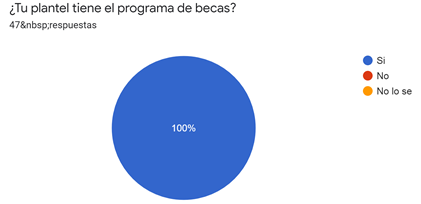 ¿Tu plantel tiene el programa de becas?
47&nbsp;respuestas
Si
No
No lo se
100%